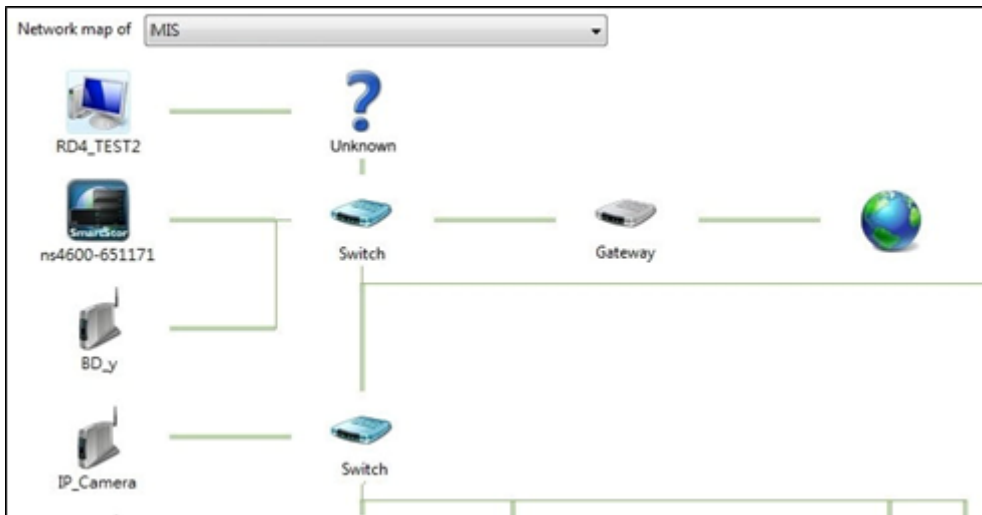 Network map of MIS
RD4_TEST2
Unknown
SmartStor
ns4600-651171
Switch
Gateway
BD_y
IP_Camera
Switch